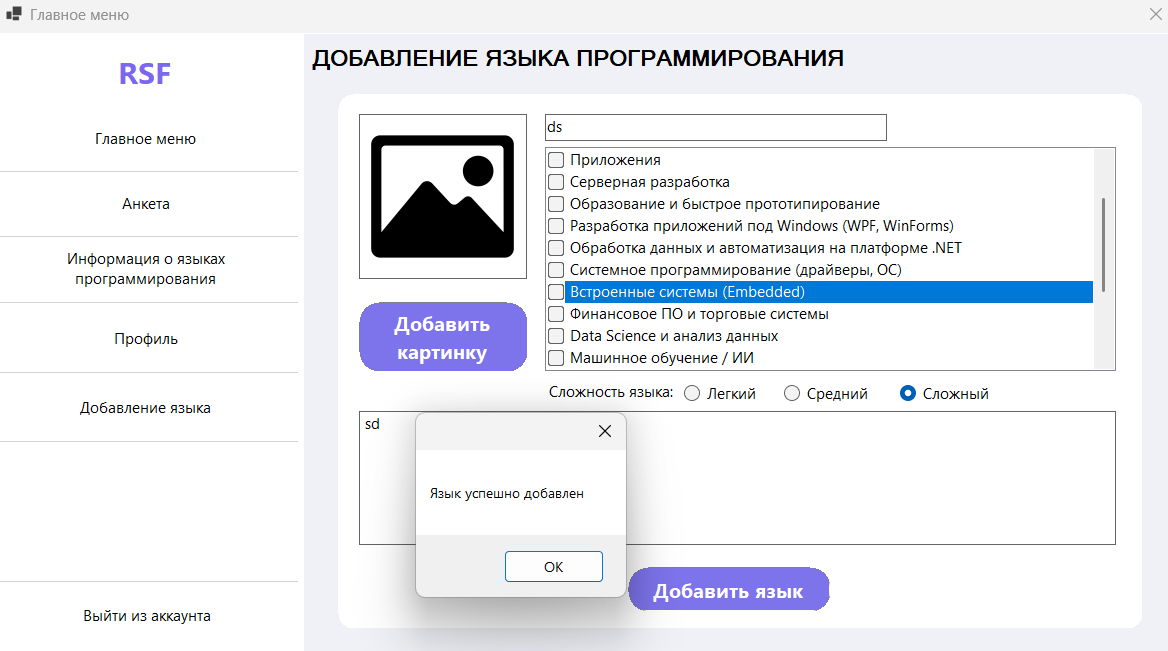 Главное меню
RSF
Главное меню
Анкета
Информация о языках
программирования
Профиль
Добавление языка
Выйти из аккаунта
ДОБАВЛЕНИЕ ЯЗЫКА ПРОГРАММИРОВАНИЯ
Добавить
картинку
ds
Приложения
Серверная разработка
Образование и быстрое прототипирование
Разработка приложений под Windows (WPF, WinForms)
Обработка данных и автоматизация на платформе .NET
Системное программирование (драйверы, ОС)
Встроенные системы (Embedded)
Финансовое ПО и торговые системы
Data Science и анализ данных
Машинное обучение / ИИ
Сложность языка: Легкий Средний Сложный
sd
Язык успешно добавлен
ОК
Добавить язык